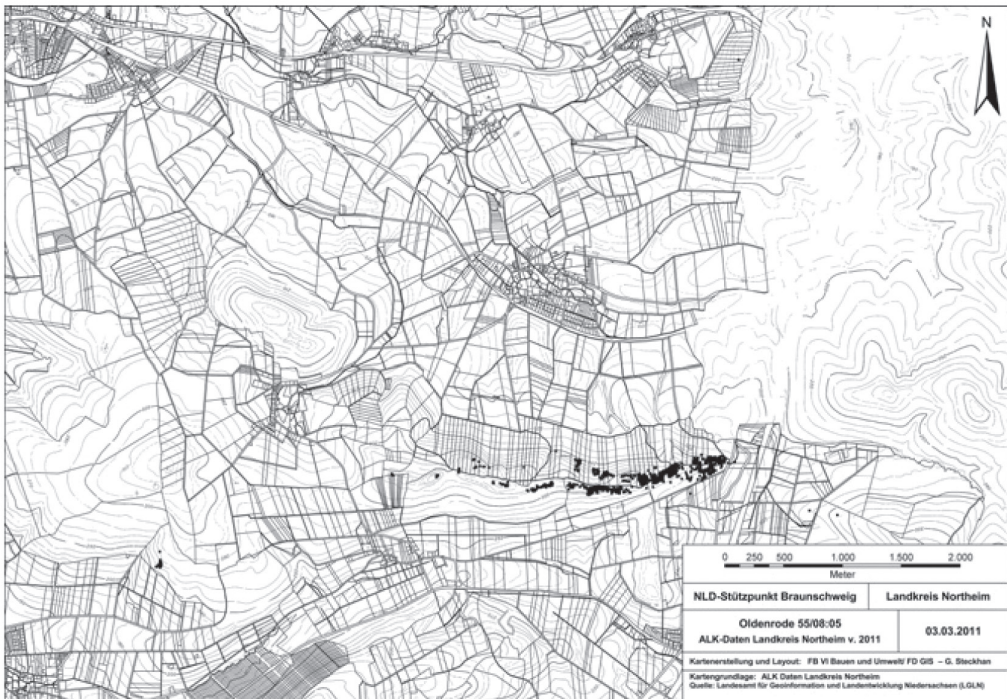 N
0 250 500 1.000 1.500 2.000
Meter
NLD-Stützpunkt Braunschweig Landkreis Northeim
Oldenrode 55/08:05
ALK-Daten Landkreis Northeim v. 2011
03.03.2011
Kartenerstellung und Layout: FB VI Bauen und Umwelt/ FD GIS – G. Steckhan
Kartengrundlage: ALK Daten Landkreis Northeim
Quelle: Landesamt für Geoinformation und Landentwicklung Niedersachsen (LGLN)